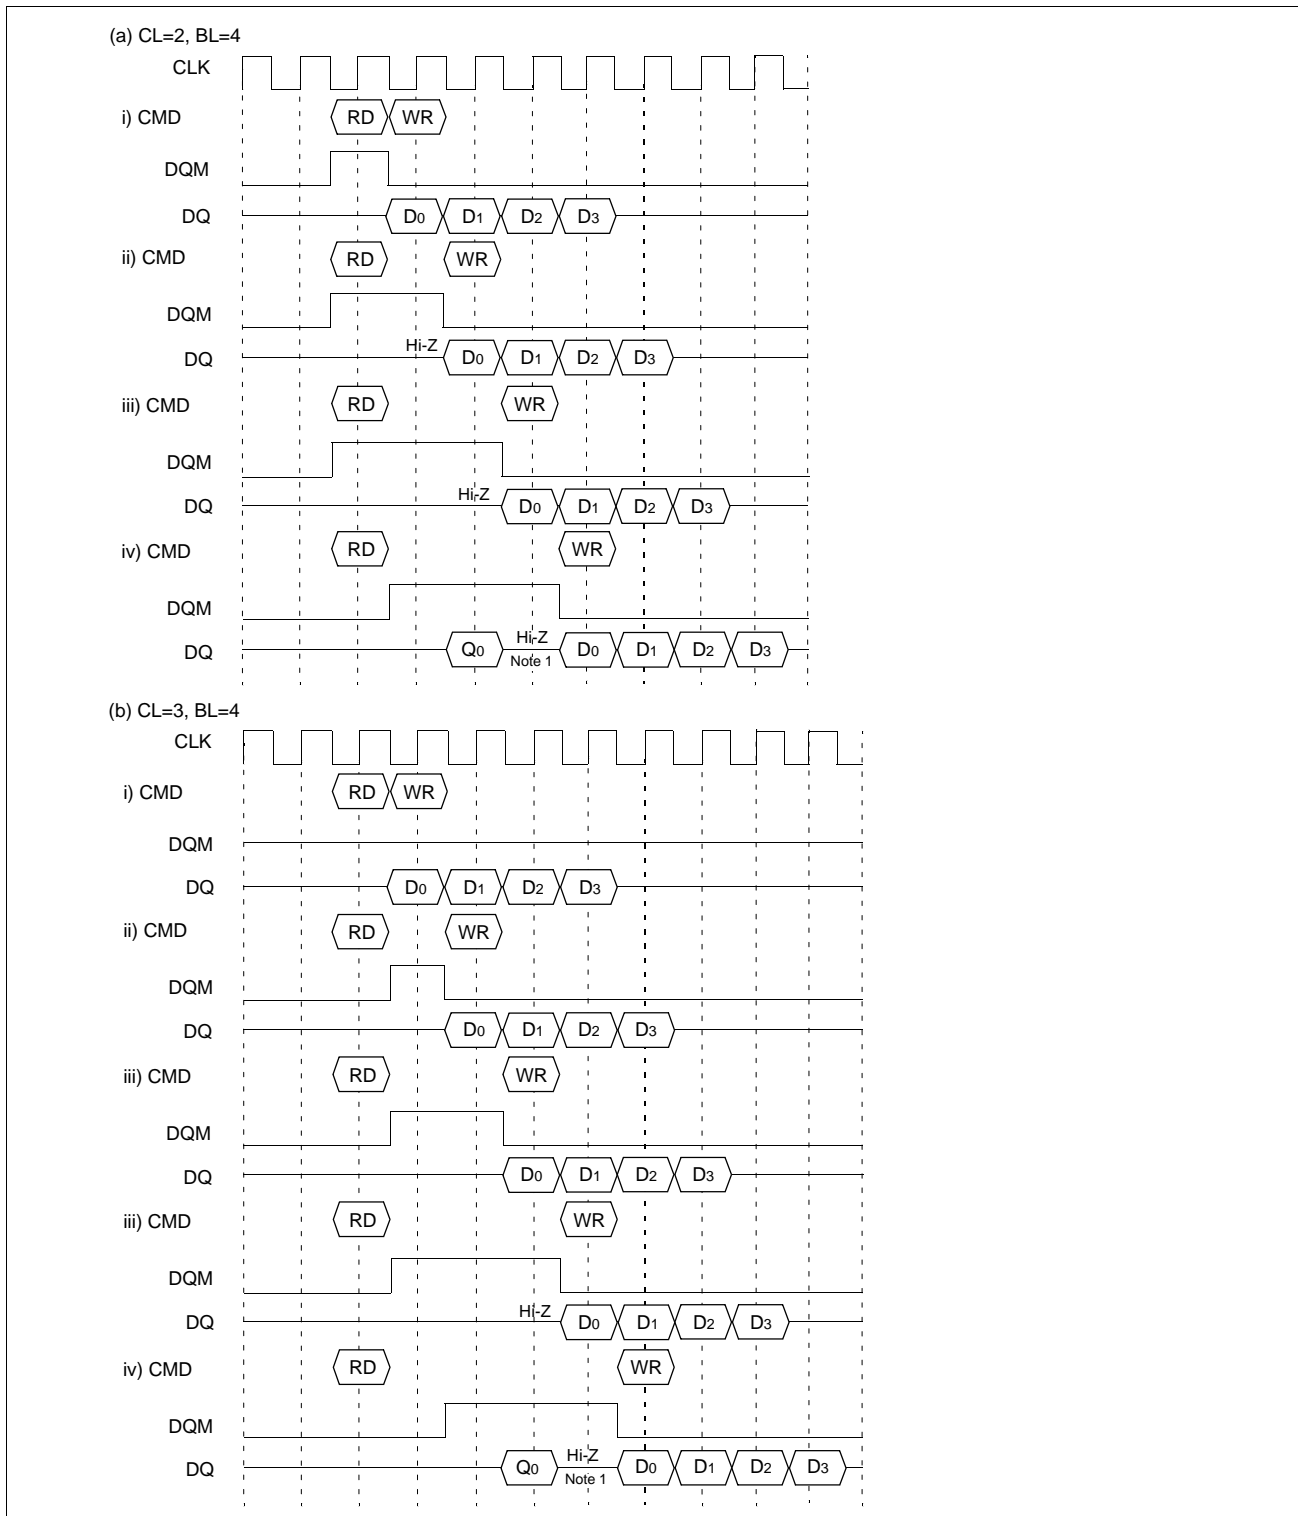 (a) CL=2, BL=4
CLK
i) CMD RD WR
DQM
DQ D0 D1 D2 D3
ii) CMD RD WR
DQM
DQ Hi-Z D0 D1 D2 D3
iii) CMD RD WR
DQM
DQ Hi-Z D0 D1 D2 D3
iv) CMD RD WR
DQM
DQ Q0 Hi-Z D0 D1 D2 D3
Note 1
(b) CL=3, BL=4
CLK
i) CMD RD WR
DQM
DQ D0 D1 D2 D3
ii) CMD RD WR
DQM
DQ D0 D1 D2 D3
iii) CMD RD WR
DQM
DQ D0 D1 D2 D3
iii) CMD RD WR
DQM
DQ Hi-Z D0 D1 D2 D3
iv) CMD RD WR
DQM
DQ Q0 Hi-Z D0 D1 D2 D3
Note 1